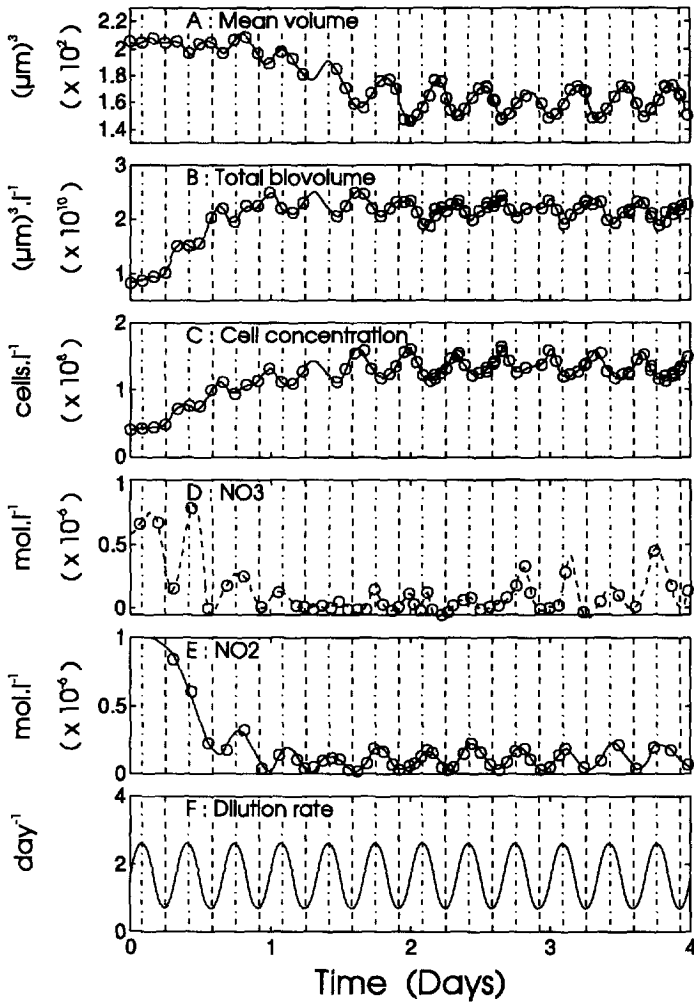 A : Mean volume
(µm)³
( x 10²)
2.2
2
1.8
1.6
1.4
B : Total biovolume
(µm)³.l⁻¹
( x 10¹⁰)
3
2
1
C : Cell concentration
cells.l⁻¹
( x 10⁸)
2
1
0
D : NO3
mol.l⁻¹
( x 10⁻⁶)
1
0.5
0
E : NO2
mol.l⁻¹
( x 10⁻⁶)
1
0.5
0
F : Dilution rate
day⁻¹
4
2
0
0 1 2 3 4
Time (Days)